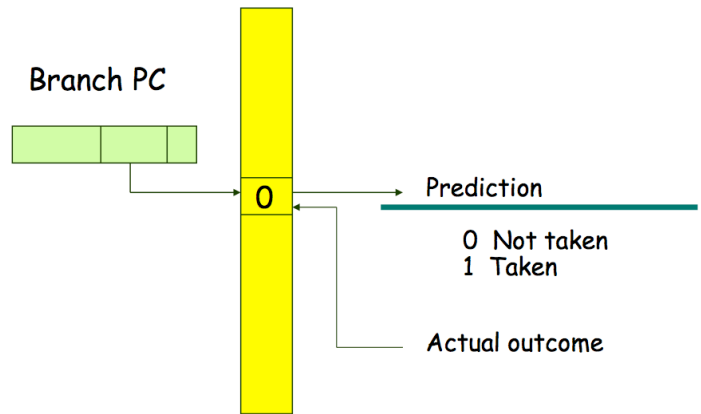 Branch PC
0
Prediction
0 Not taken
1 Taken
Actual outcome